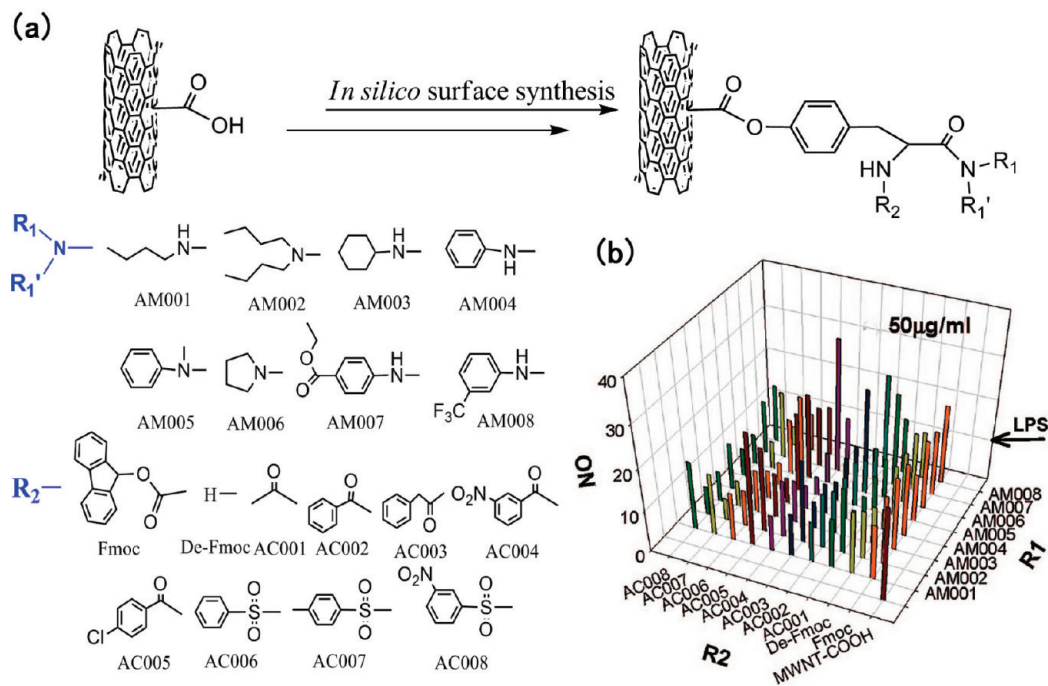 (a)
O
OH
In silico surface synthesis
O
O
O
HN
N
R1
R2
R1'
R1
N
R1'
H
N
AM001
N
AM002
H
N
AM003
N
H
AM004
N
AM005
N
AM006
O
O
H
N
AM007
H
N
F3C
AM008
R2
O
O
Fmoc
H
De-Fmoc
O
AC001
O
AC002
O
AC003
NO2
O
AC004
O
Cl
AC005
O
S
O
AC006
O
S
O
AC007
NO2
O
S
O
AC008
(b)
50μg/ml
NO
40
30
20
10
0
LPS
AM008
AM007
AM006
AM005
AM004
AM003
AM002
AM001
R1
AC008
AC007
AC006
AC005
AC004
AC003
AC002
AC001
De-Fmoc
Fmoc
MWNT-COOH
R2